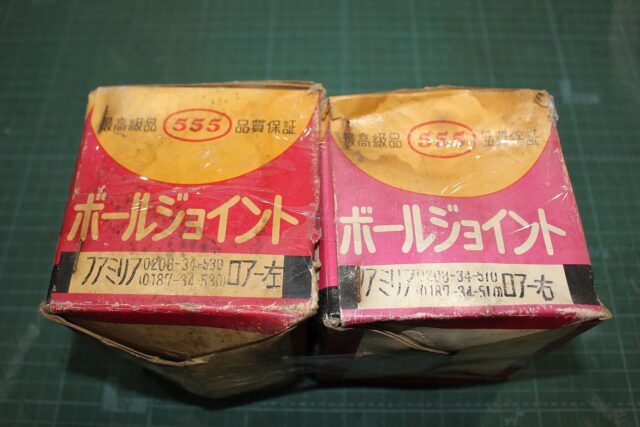 最高級品 555 品質保証
ボールジョイント
ファミリア 0208-34-530 ロアー左
(0187-34 530)
最高級品 555 品質保証
ボールジョイント
ファミリア 0208-34-510 ロアー右
(0187-34-510)